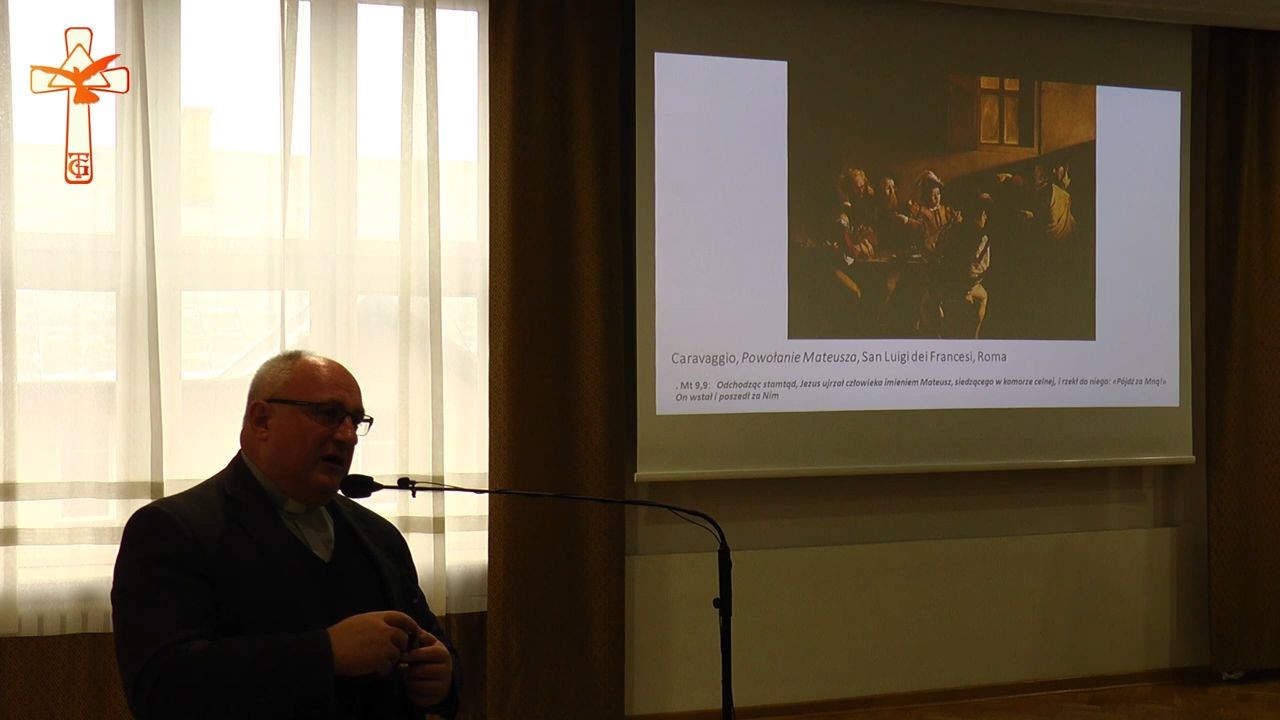 Caravaggio, Powołanie Mateusza, San Luigi dei Francesi, Roma
. Mt 9,9: Odchodząc stamtąd, Jezus ujrzał człowieka imieniem Mateusz, siedzącego w komorze celnej, i rzekł do niego: «Pójdź za Mną!»
On wstał i poszedł za Nim